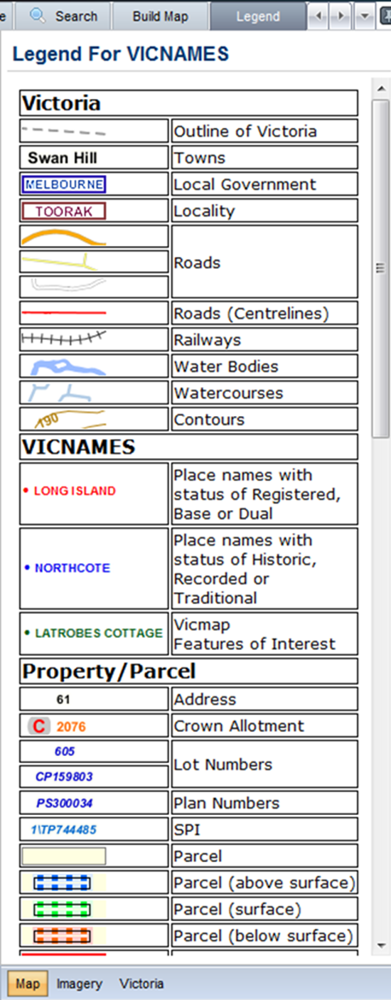 e
Search
Build Map
Legend
Legend For VICNAMES
Victoria
Outline of Victoria
Swan Hill
Towns
MELBOURNE
Local Government
TOORAK
Locality
Roads
Roads (Centrelines)
Railways
Water Bodies
Watercourses
190
Contours
VICNAMES
• LONG ISLAND
Place names with
status of Registered,
Base or Dual
• NORTHCOTE
Place names with
status of Historic,
Recorded or
Traditional
• LATROBES COTTAGE
Vicmap
Features of Interest
Property/Parcel
61
Address
C 2076
Crown Allotment
605
CP159803
Lot Numbers
PS300034
Plan Numbers
1\TP744485
SPI
Parcel
Parcel (above surface)
Parcel (surface)
Parcel (below surface)
Map
Imagery
Victoria